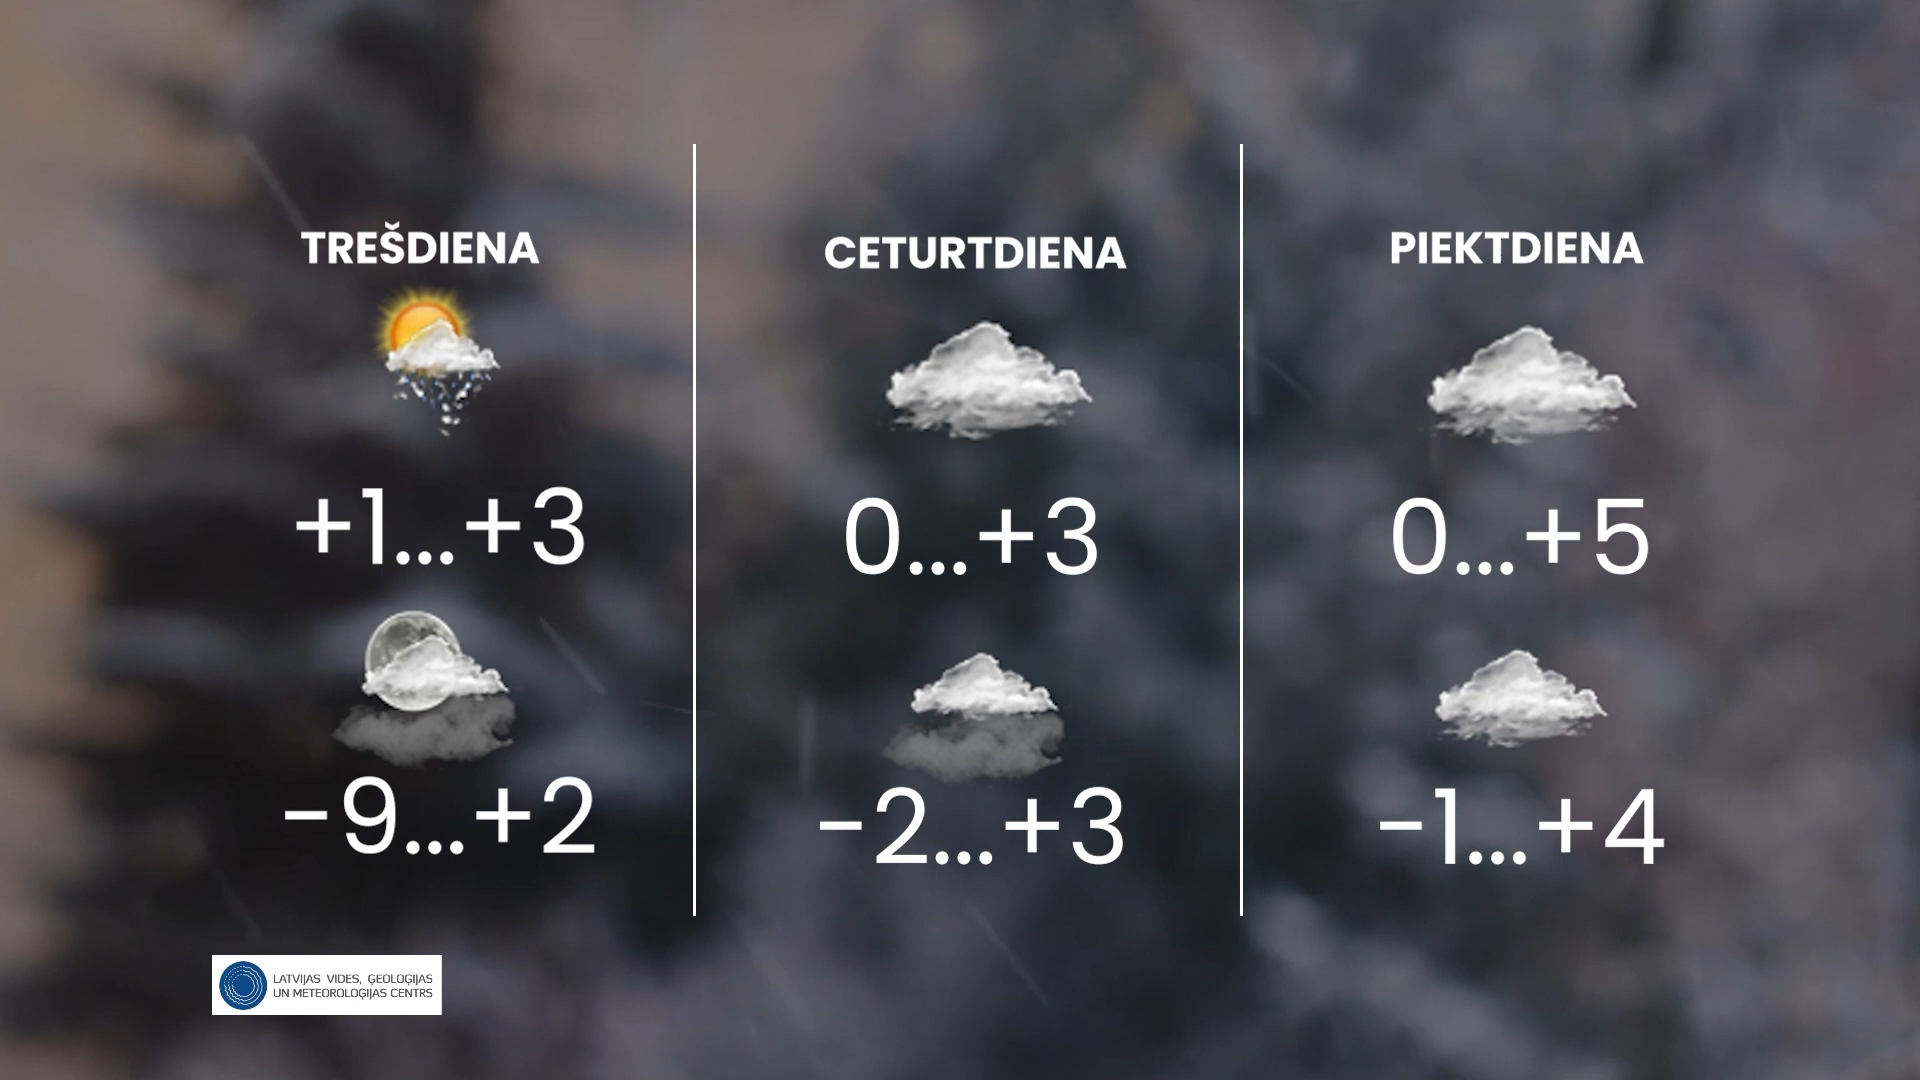 TREŠDIENA
+1...+3
-9...+2
CETURTDIENA
0...+3
-2...+3
PIEKTDIENA
0...+5
-1...+4
LATVIJAS VIDES, ĢEOLOĢIJAS
UN METEOROLOĢIJAS CENTRS